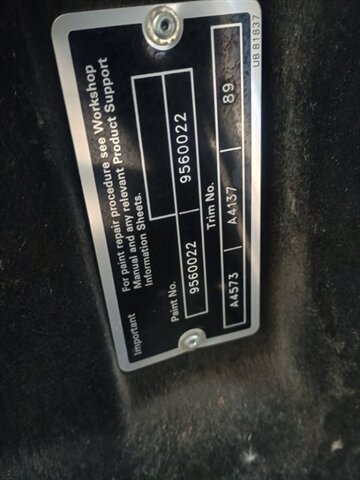 Important
For paint repair procedure see Workshop
Manual and any relevant Product Support
Information Sheets.
9560022
Paint No.
9560022
Trim No.
A4573 A4137 89
UB 81837